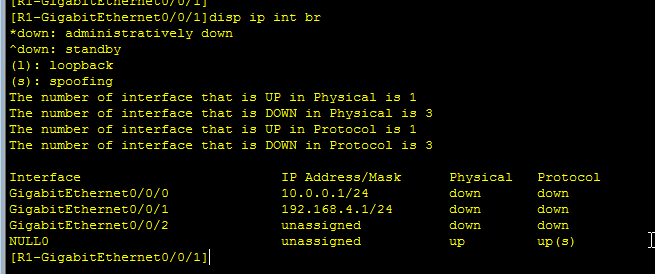 [R1-GigabitEthernet0/0/1]
[R1-GigabitEthernet0/0/1]disp ip int br
*down: administratively down
^down: standby
(l): loopback
(s): spoofing
The number of interface that is UP in Physical is 1
The number of interface that is DOWN in Physical is 3
The number of interface that is UP in Protocol is 1
The number of interface that is DOWN in Protocol is 3
Interface IP Address/Mask Physical Protocol
GigabitEthernet0/0/0 10.0.0.1/24 down down
GigabitEthernet0/0/1 192.168.4.1/24 down down
GigabitEthernet0/0/2 unassigned down down
NULL0 unassigned up up(s)
[R1-GigabitEthernet0/0/1]